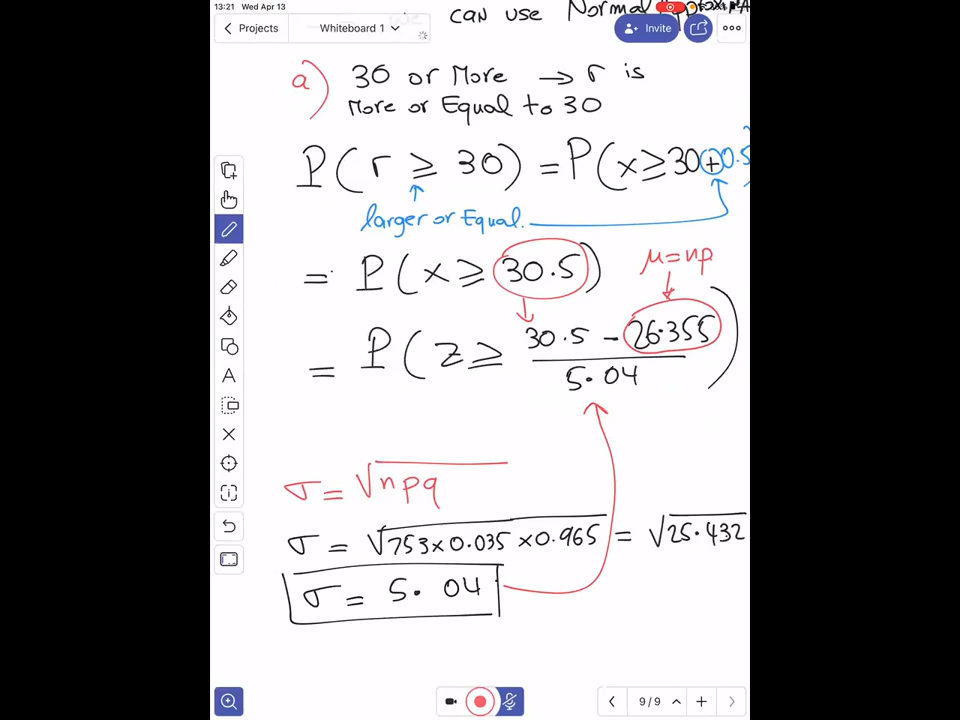 13:21 Wed Apr 13
can use Normal
Projects
Whiteboard 1
Invite
a) 30 or More → r is
More or Equal to 30
P(r ≥ 30) = P(x ≥ 30 + 0.5
larger or Equal.
= P(x ≥ 30.5)
μ = np
= P(z ≥ (30.5 - 26.355) / 5.04)
σ = √npq
σ = √753×0.035×0.965 = √25.432
σ = 5.04
A
9/9